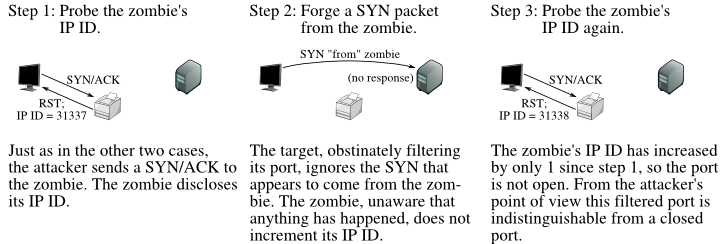 Step 1: Probe the zombie's
IP ID.
SYN/ACK
RST;
IP ID = 31337
Just as in the other two cases,
the attacker sends a SYN/ACK to
the zombie. The zombie discloses
its IP ID.
Step 2: Forge a SYN packet
from the zombie.
SYN "from" zombie
(no response)
The target, obstinately filtering
its port, ignores the SYN that
appears to come from the zom-
bie. The zombie, unaware that
anything has happened, does not
increment its IP ID.
Step 3: Probe the zombie's
IP ID again.
SYN/ACK
RST;
IP ID = 31338
The zombie's IP ID has increased
by only 1 since step 1, so the port
is not open. From the attacker's
point of view this filtered port is
indistinguishable from a closed
port.